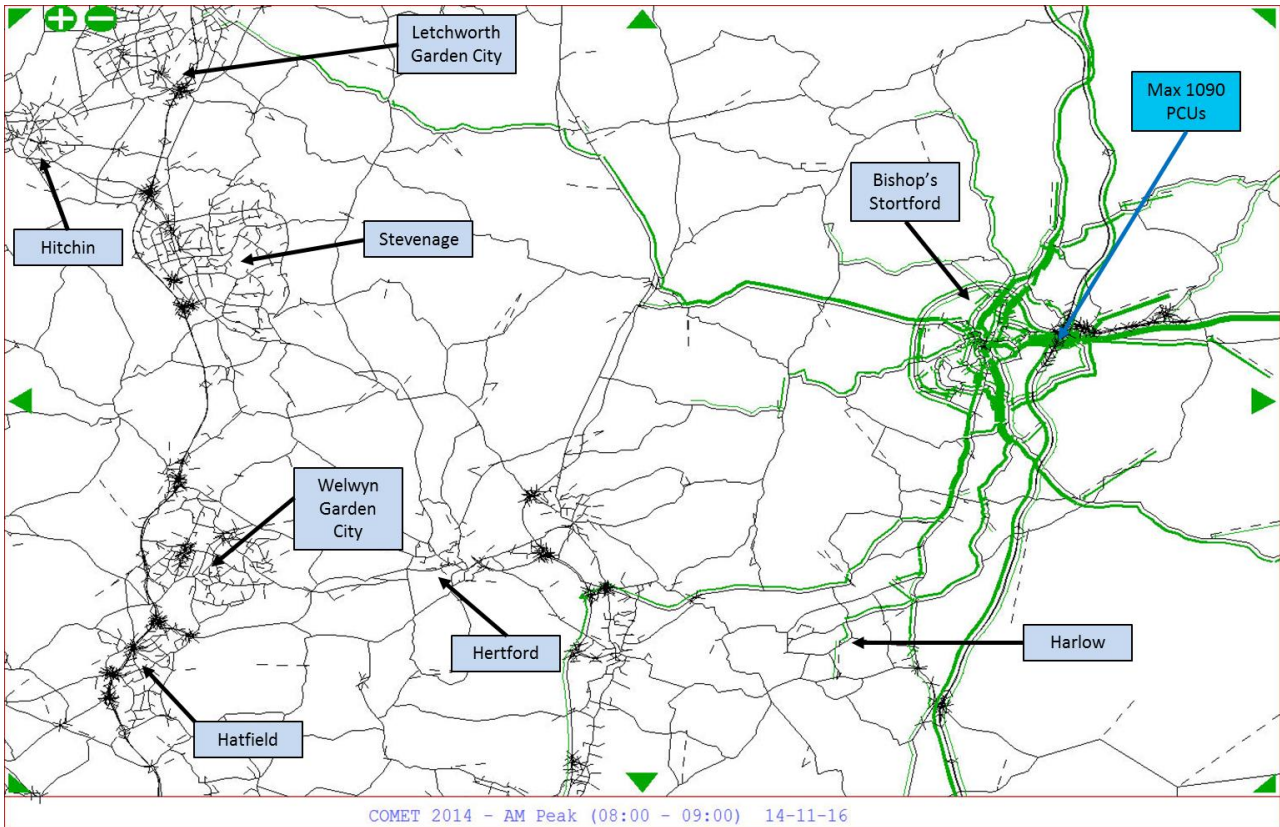 Letchworth
Garden City
Max 1090
PCUs
Bishop's
Stortford
Hitchin
Stevenage
Welwyn
Garden
City
Hertford
Harlow
Hatfield
COMET 2014 - AM Peak (08:00 - 09:00) 14-11-16